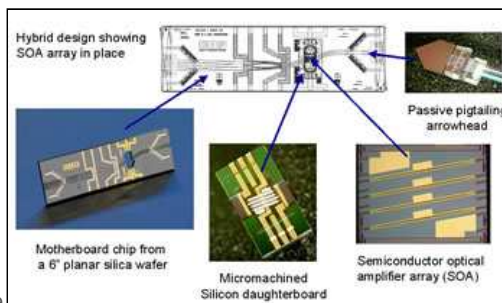 Hybrid design showing
SOA array in place
Passive pigtailing
arrowhead
Motherboard chip from
a 6" planar silica wafer
Micromachined
Silicon daughterboard
Semiconductor optical
amplifier array (SOA)